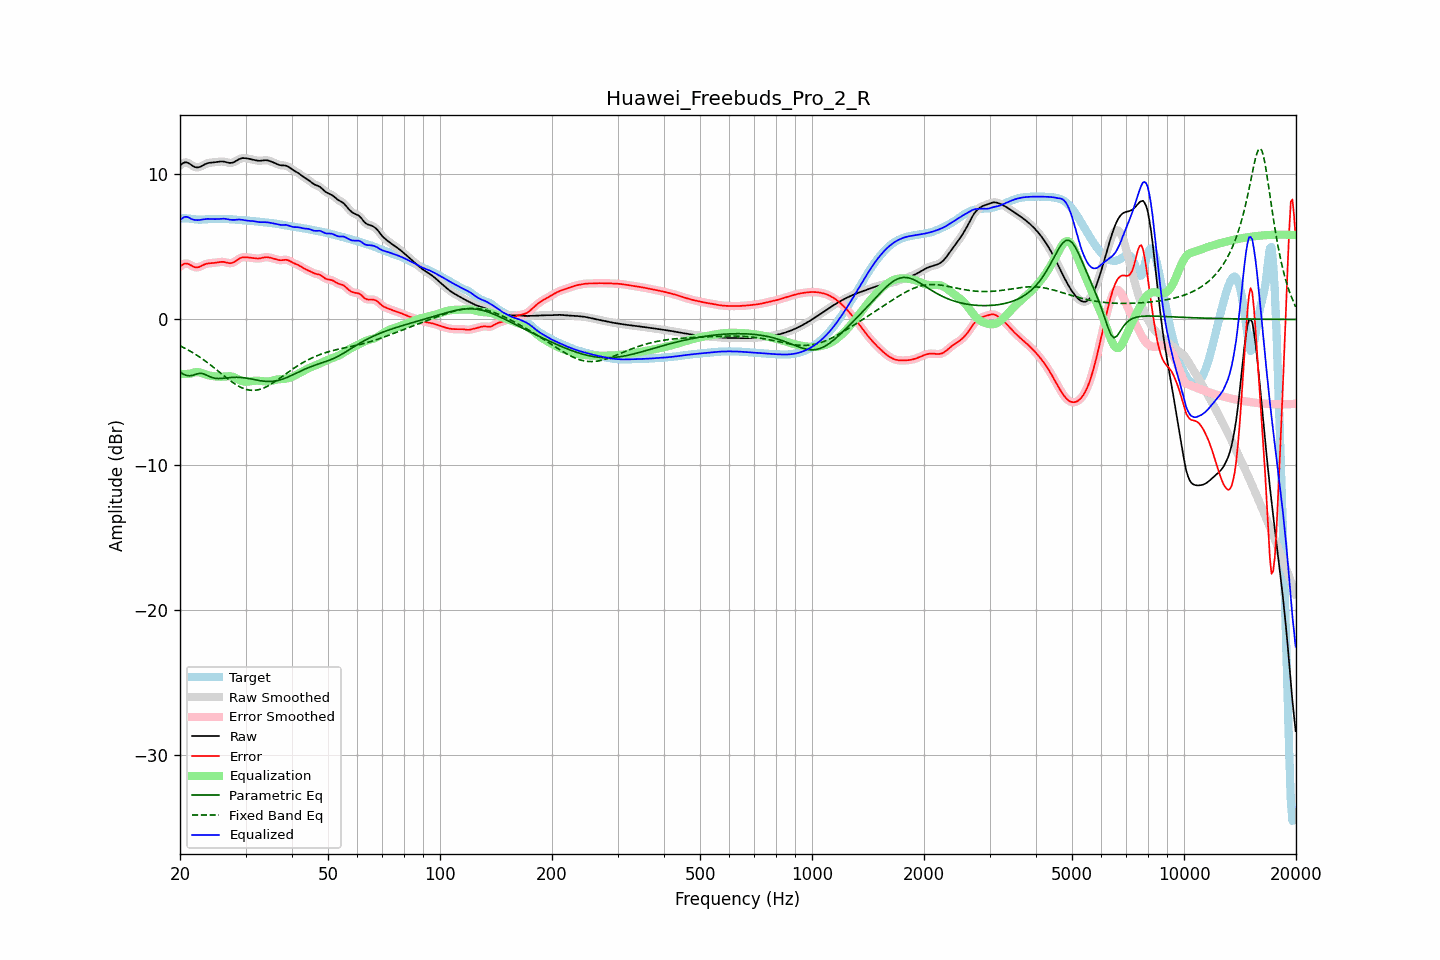 Huawei_Freebuds_Pro_2_R
Amplitude (dBr)
10
0
−10
−20
−30
Target
Raw Smoothed
Error Smoothed
Raw
Error
Equalization
Parametric Eq
Fixed Band Eq
Equalized
20 50 100 200 500 1000 2000 5000 10000 20000
Frequency (Hz)